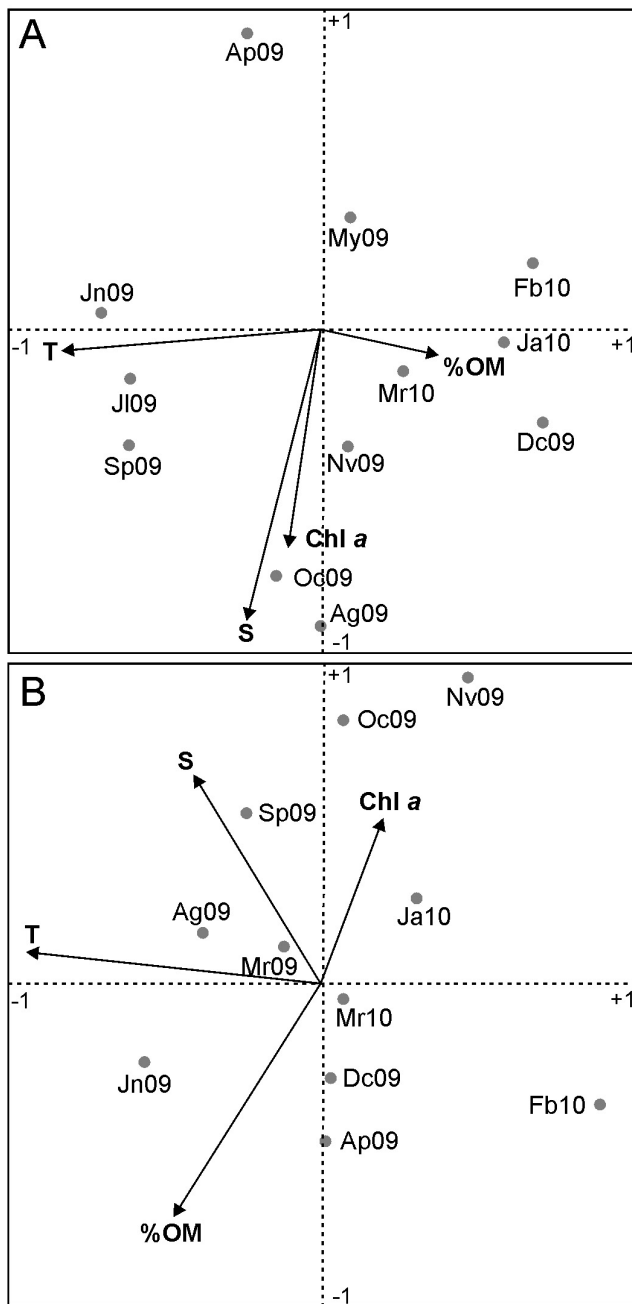 A
+1
Ap09
My09
Jn09
Fb10
-1
T
Ja10
+1
%OM
Mr10
Jl09
Dc09
Sp09
Nv09
Chl a
Oc09
Ag09
S
-1
B
+1
Nv09
Oc09
S
Chl a
Sp09
Ag09
Ja10
T
Mr09
-1
+1
Mr10
Jn09
Dc09
Fb10
Ap09
%OM
-1